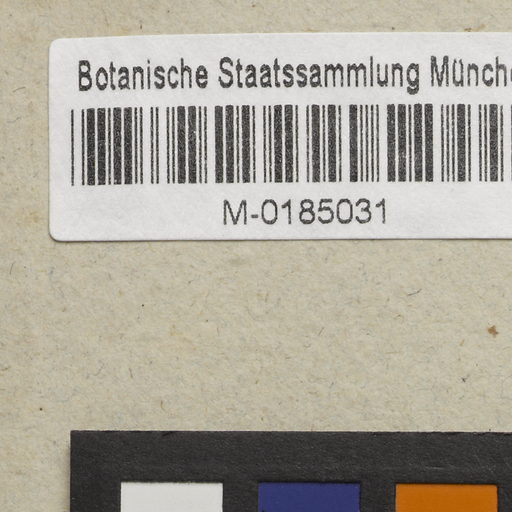 Botanische Staatssammlung Münch
M-0185031